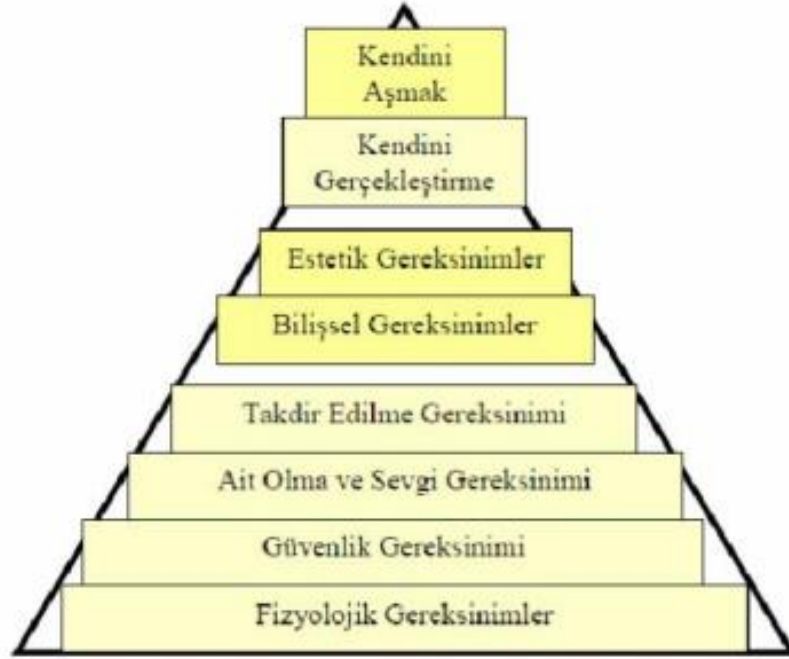 Kendini
Aşmak
Kendini
Gerçekleştirme
Estetik Gereksinimler
Bilişsel Gereksinimler
Takdir Edilme Gereksinimi
Ait Olma ve Sevgi Gereksinimi
Güvenlik Gereksinimi
Fizyolojik Gereksinimler